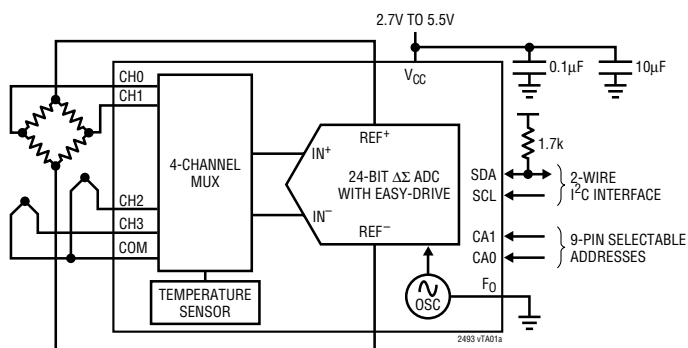 2.7V TO 5.5V
VCC
0.1µF
10µF
CH0
CH1
4-CHANNEL
MUX
REF+
IN+
24-BIT ΔΣ ADC
WITH EASY-DRIVE
IN−
REF−
1.7k
SDA
SCL
2-WIRE
I2C INTERFACE
CH2
CH3
COM
CA1
CA0
9-PIN SELECTABLE
ADDRESSES
TEMPERATURE
SENSOR
OSC
FO
2493 vTA01a